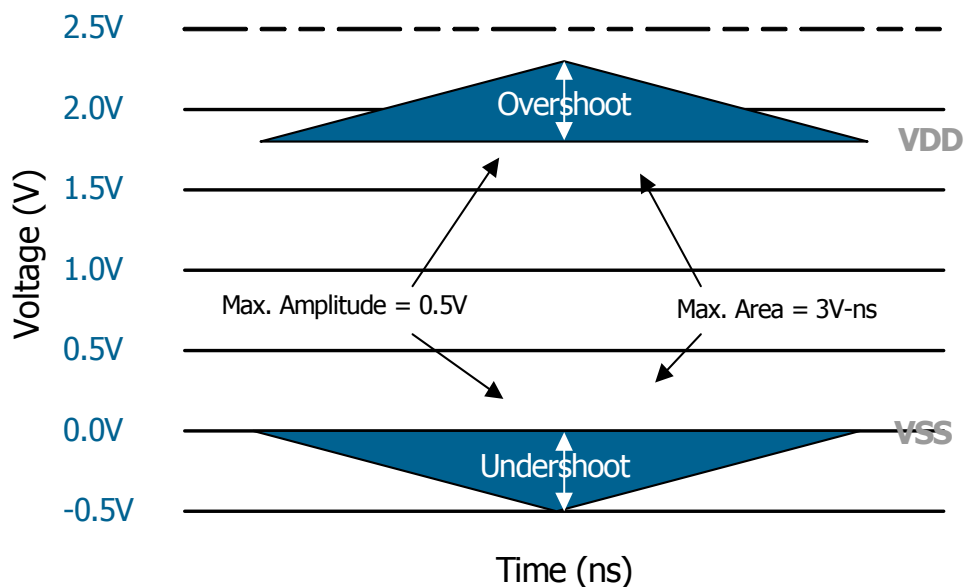 2.5V
Overshoot
2.0V
VDD
1.5V
Voltage (V)
1.0V
Max. Amplitude = 0.5V
Max. Area = 3V-ns
0.5V
0.0V
VSS
Undershoot
-0.5V
Time (ns)